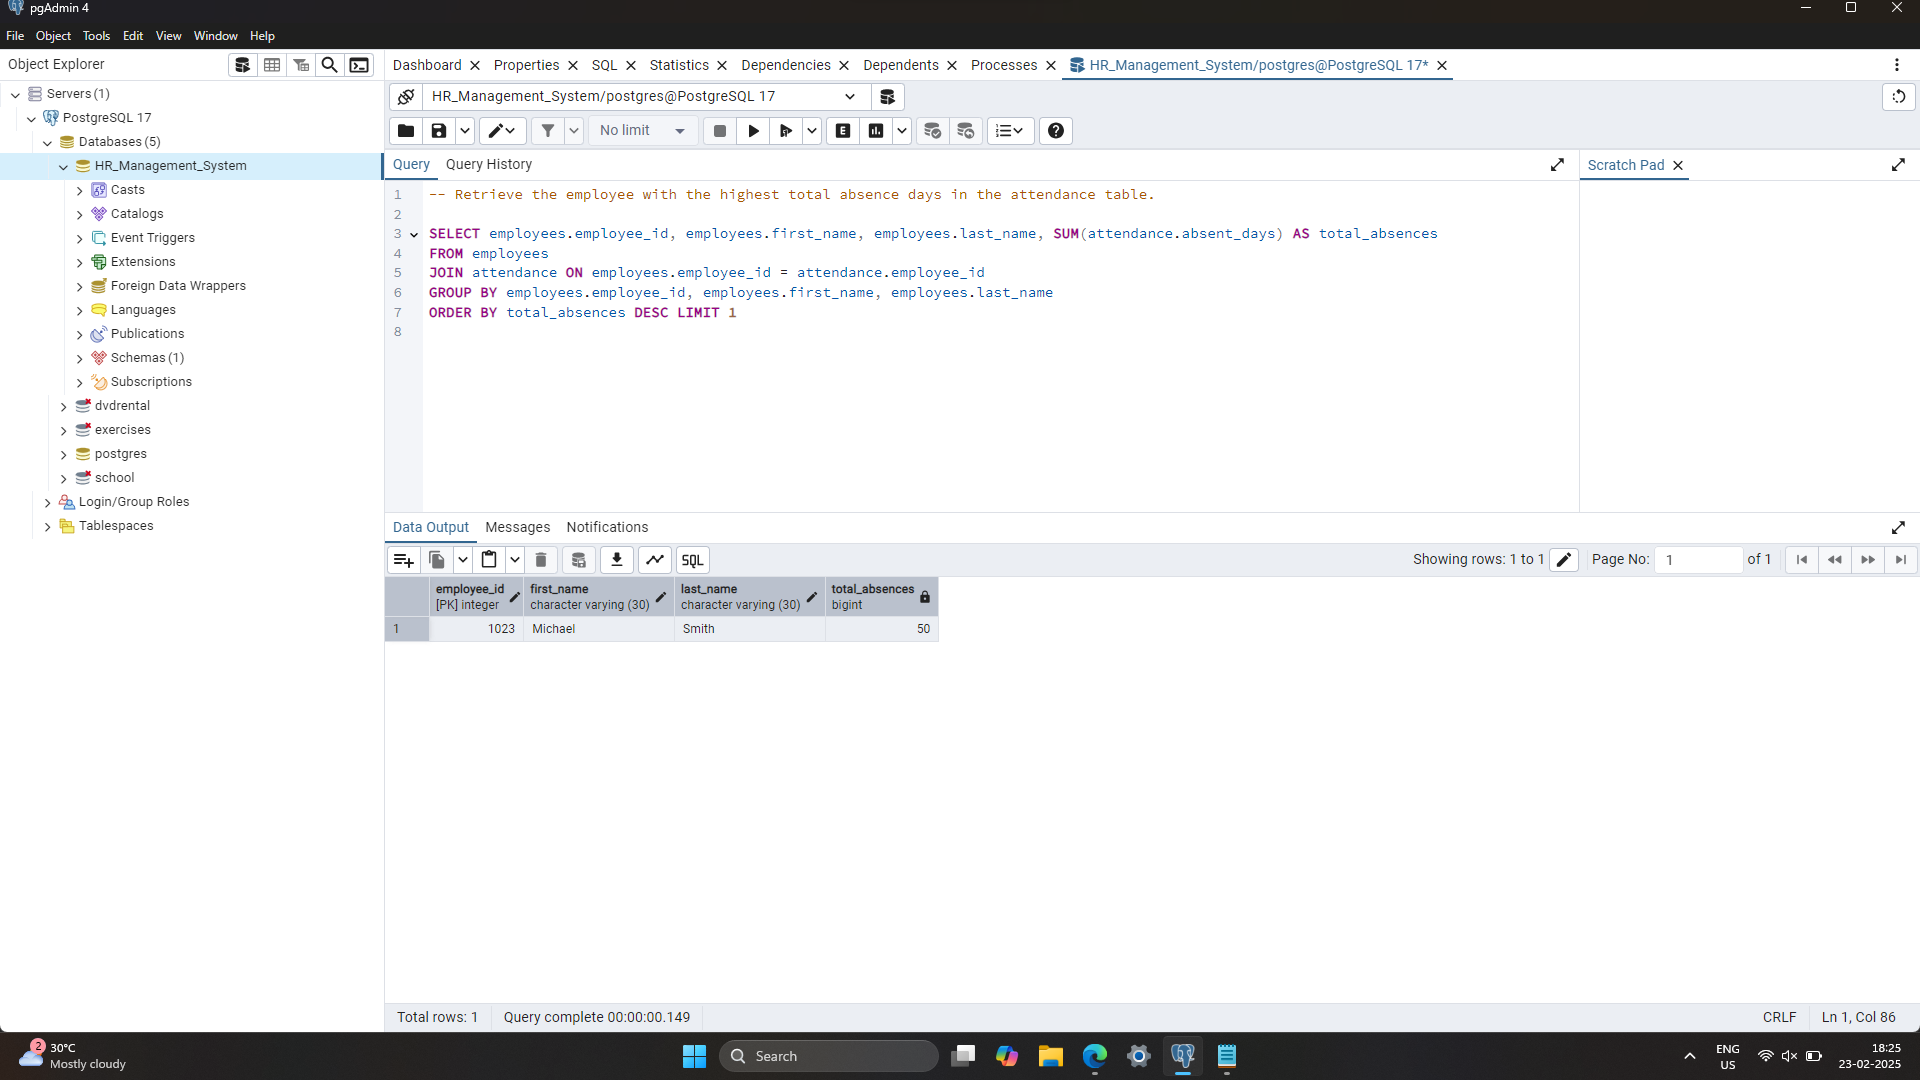 pgAdmin 4
File Object Tools Edit View Window Help
Object Explorer
Dashboard Properties SQL Statistics Dependencies Dependents Processes HR_Management_System/postgres@PostgreSQL 17*
Servers (1)
PostgreSQL 17
Databases (5)
HR_Management_System
Casts
Catalogs
Event Triggers
Extensions
Foreign Data Wrappers
Languages
Publications
Schemas (1)
Subscriptions
dvdrental
exercises
postgres
school
Login/Group Roles
Tablespaces
HR_Management_System/postgres@PostgreSQL 17
No limit
E
Query Query History
Scratch Pad
1 -- Retrieve the employee with the highest total absence days in the attendance table.
2
3 SELECT employees.employee_id, employees.first_name, employees.last_name, SUM(attendance.absent_days) AS total_absences
4 FROM employees
5 JOIN attendance ON employees.employee_id = attendance.employee_id
6 GROUP BY employees.employee_id, employees.first_name, employees.last_name
7 ORDER BY total_absences DESC LIMIT 1
8
Data Output Messages Notifications
SQL
Showing rows: 1 to 1 Page No: 1 of 1
employee_id first_name last_name total_absences
[PK] integer character varying (30) character varying (30) bigint
1 1023 Michael Smith 50
Total rows: 1 Query complete 00:00:00.149 CRLF Ln 1, Col 86
2
30°C
Mostly cloudy
Search
ENG
US
18:25
23-02-2025